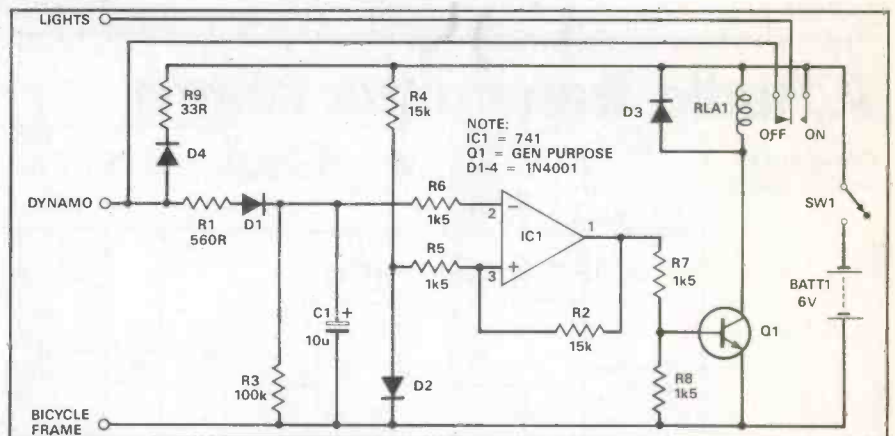 LIGHTS
R9
33R
R4
15k
D3
RLA1
OFF
ON
NOTE:
IC1 = 741
Q1 = GEN PURPOSE
D1-4 = 1N4001
D4
DYNAMO
R1
560R
D1
R6
1k5
2
−
IC1
1
SW1
R5
1k5
3
+
R7
1k5
BATT1
6V
C1
+
10u
R2
15k
Q1
R3
100k
D2
R8
1k5
BICYCLE
FRAME